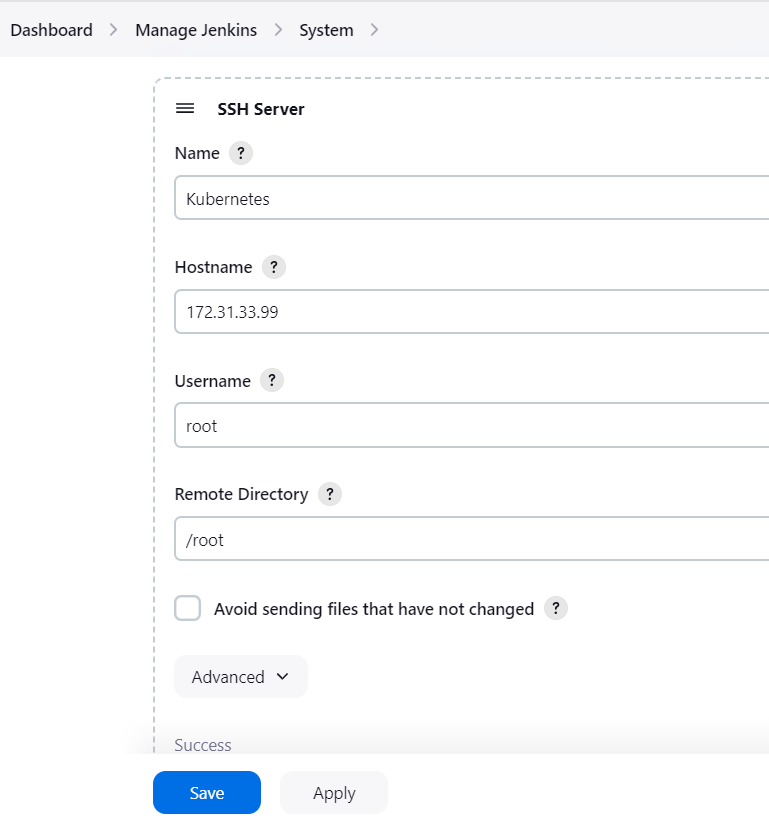 Dashboard > Manage Jenkins > System >
SSH Server
Name ?
Kubernetes
Hostname ?
172.31.33.99
Username ?
root
Remote Directory ?
/root
Avoid sending files that have not changed ?
Advanced
Success
Save Apply